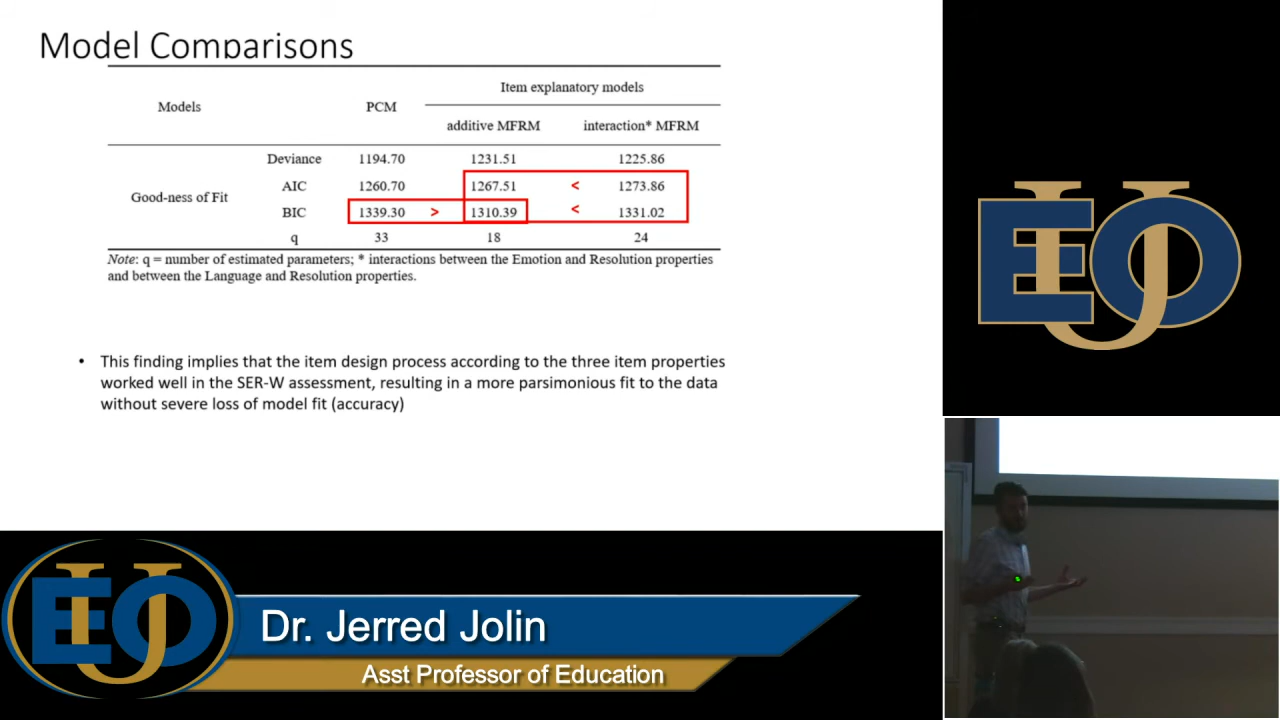 Model Comparisons
Item explanatory models
Models PCM
additive MFRM interaction* MFRM
Deviance 1194.70 1231.51 1225.86
AIC 1260.70 1267.51 < 1273.86
Good-ness of Fit
BIC 1339.30 > 1310.39 < 1331.02
q 33 18 24
Note: q = number of estimated parameters; * interactions between the Emotion and Resolution properties
and between the Language and Resolution properties.
• This finding implies that the item design process according to the three item properties
worked well in the SER-W assessment, resulting in a more parsimonious fit to the data
without severe loss of model fit (accuracy)
EOU
EOU
Dr. Jerred Jolin
Asst Professor of Education